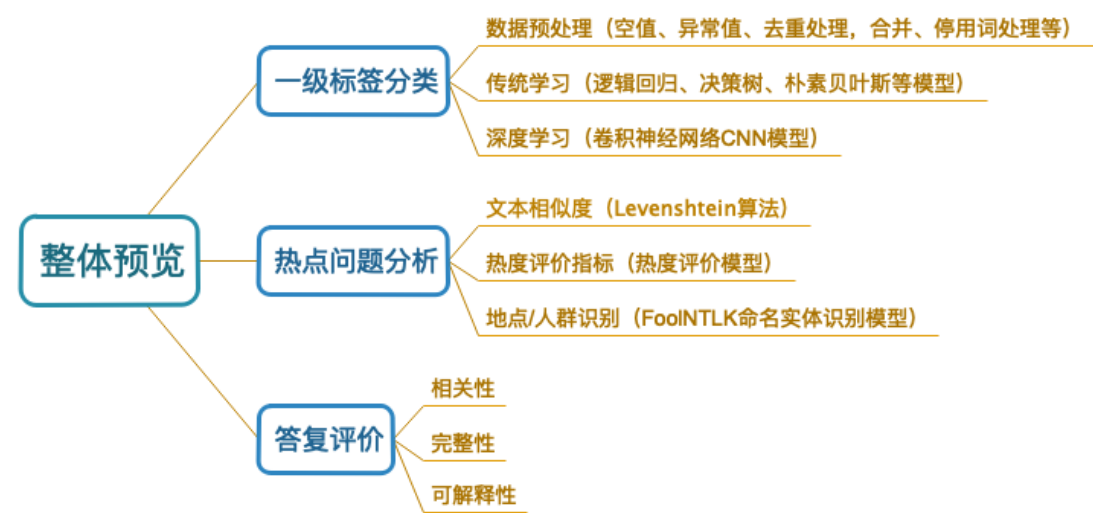 整体预览
一级标签分类
数据预处理（空值、异常值、去重处理，合并、停用词处理等）
传统学习（逻辑回归、决策树、朴素贝叶斯等模型）
深度学习（卷积神经网络CNN模型）
热点问题分析
文本相似度（Levenshtein算法）
热度评价指标（热度评价模型）
地点/人群识别（FoolNTLK命名实体识别模型）
答复评价
相关性
完整性
可解释性